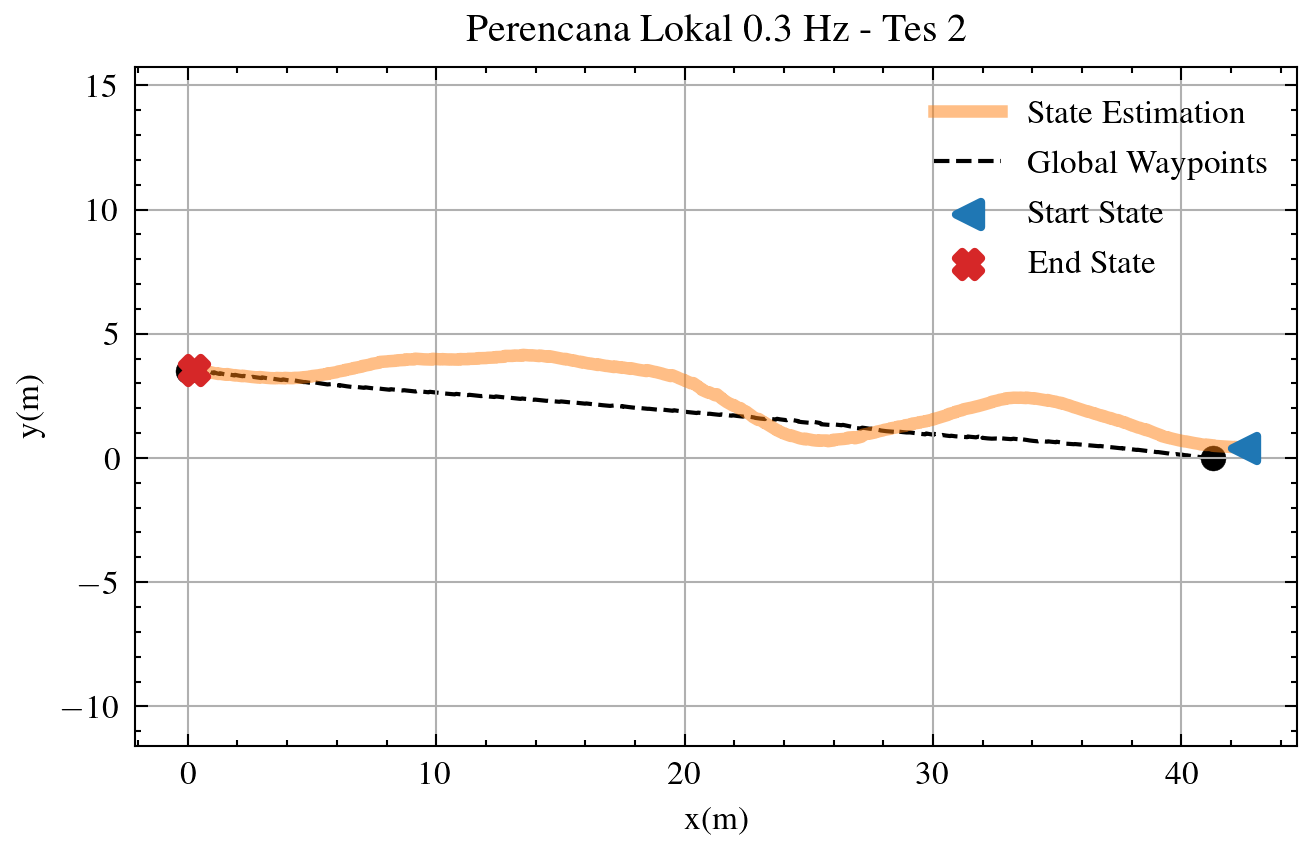 Perencana Lokal 0.3 Hz - Tes 2
State Estimation
Global Waypoints
Start State
End State
15
10
5
0
−5
−10
y(m)
0 10 20 30 40
x(m)